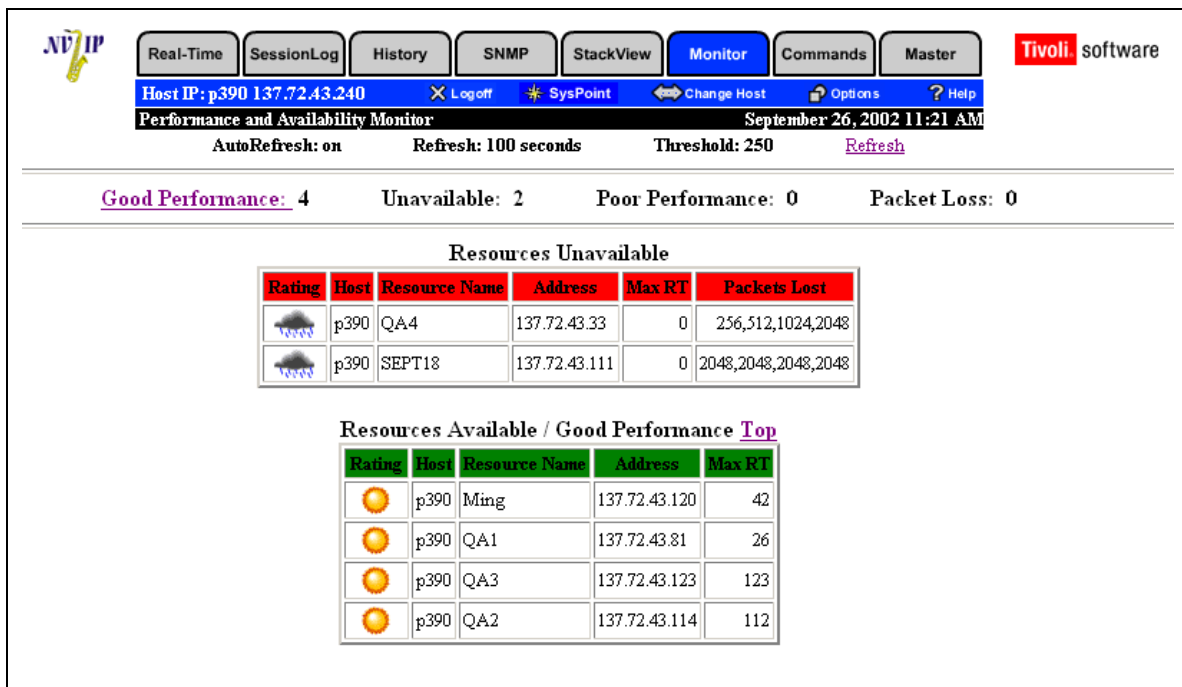 NV IP
Real-Time SessionLog History SNMP StackView Monitor Commands Master
Tivoli. software
Host IP: p390 137.72.43.240 Logoff SysPoint Change Host Options ? Help
Performance and Availability Monitor September 26, 2002 11:21 AM
AutoRefresh: on Refresh: 100 seconds Threshold: 250 Refresh
Good Performance: 4 Unavailable: 2 Poor Performance: 0 Packet Loss: 0
Resources Unavailable
Rating Host Resource Name Address Max RT Packets Lost
p390 QA4 137.72.43.33 0 256,512,1024,2048
p390 SEPT18 137.72.43.111 0 2048,2048,2048,2048
Resources Available / Good Performance Top
Rating Host Resource Name Address Max RT
p390 Ming 137.72.43.120 42
p390 QA1 137.72.43.81 26
p390 QA3 137.72.43.123 123
p390 QA2 137.72.43.114 112